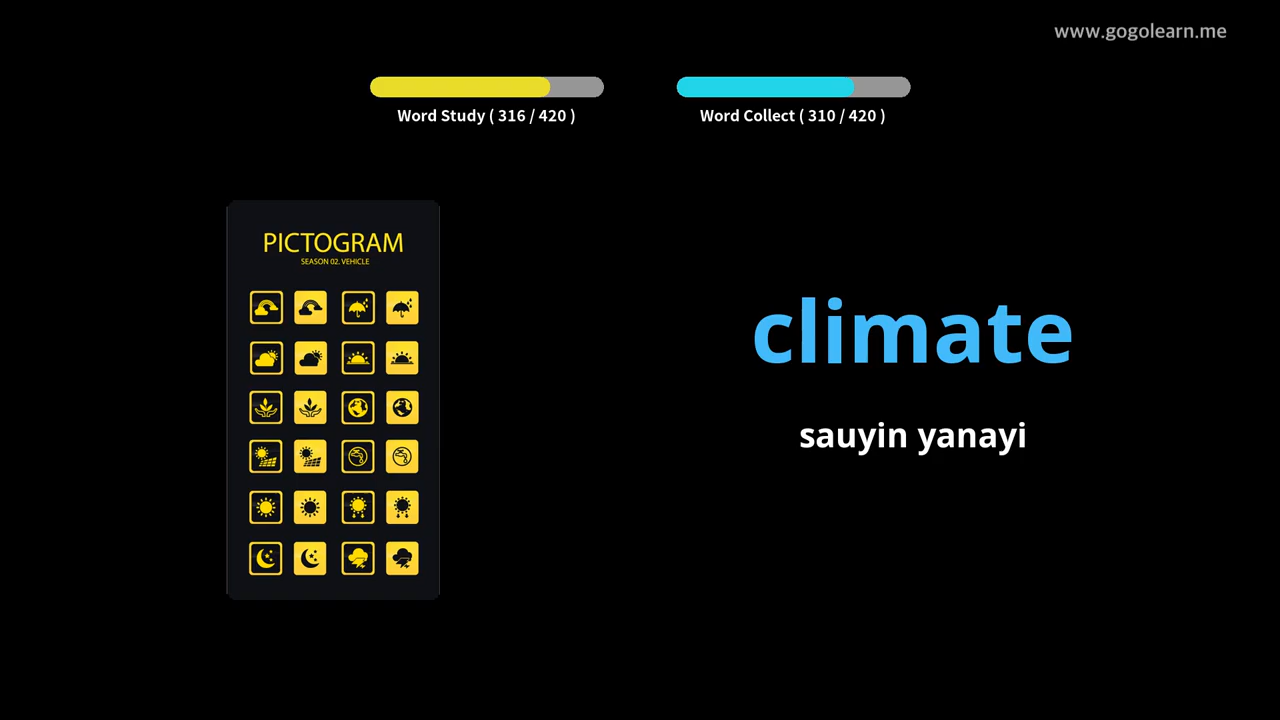 www.gogolearn.me
Word Study ( 316 / 420 )
Word Collect ( 310 / 420 )
PICTOGRAM
SEASON 02. VEHICLE
climate
sauyin yanayi